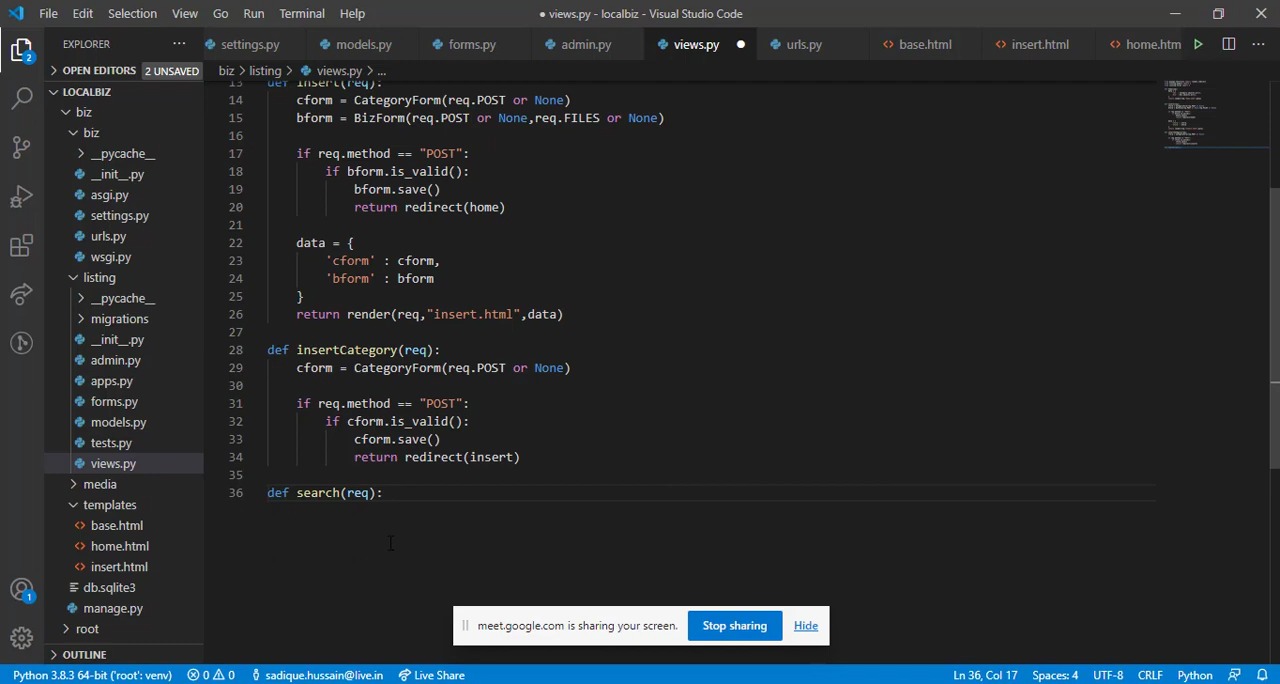 File Edit Selection View Go Run Terminal Help
● views.py - localbiz - Visual Studio Code
EXPLORER
settings.py models.py forms.py admin.py views.py urls.py base.html insert.html home.htm
OPEN EDITORS 2 UNSAVED
biz > listing > views.py > ...
LOCALBIZ
biz
biz
__pycache__
__init__.py
asgi.py
settings.py
urls.py
wsgi.py
listing
__pycache__
migrations
__init__.py
admin.py
apps.py
forms.py
models.py
tests.py
views.py
media
templates
base.html
home.html
insert.html
db.sqlite3
manage.py
root
OUTLINE
2
1
13 def insert(req):
14 cform = CategoryForm(req.POST or None)
15 bform = BizForm(req.POST or None,req.FILES or None)
16
17 if req.method == "POST":
18 if bform.is_valid():
19 bform.save()
20 return redirect(home)
21
22 data = {
23 'cform' : cform,
24 'bform' : bform
25 }
26 return render(req,"insert.html",data)
27
28 def insertCategory(req):
29 cform = CategoryForm(req.POST or None)
30
31 if req.method == "POST":
32 if cform.is_valid():
33 cform.save()
34 return redirect(insert)
35
36 def search(req):
meet.google.com is sharing your screen. Stop sharing Hide
Python 3.8.3 64-bit ('root': venv) 0 0 sadique.hussain@live.in Live Share Ln 36, Col 17 Spaces: 4 UTF-8 CRLF Python